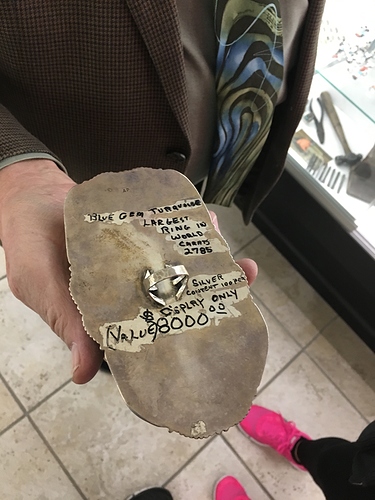 BLUE GEM TURQUOISE
LARGEST
RING IN
WORLD
CARATS
2785
SILVER
CONTENT 100
DISPLAY ONLY
(VALUE) $8000 00